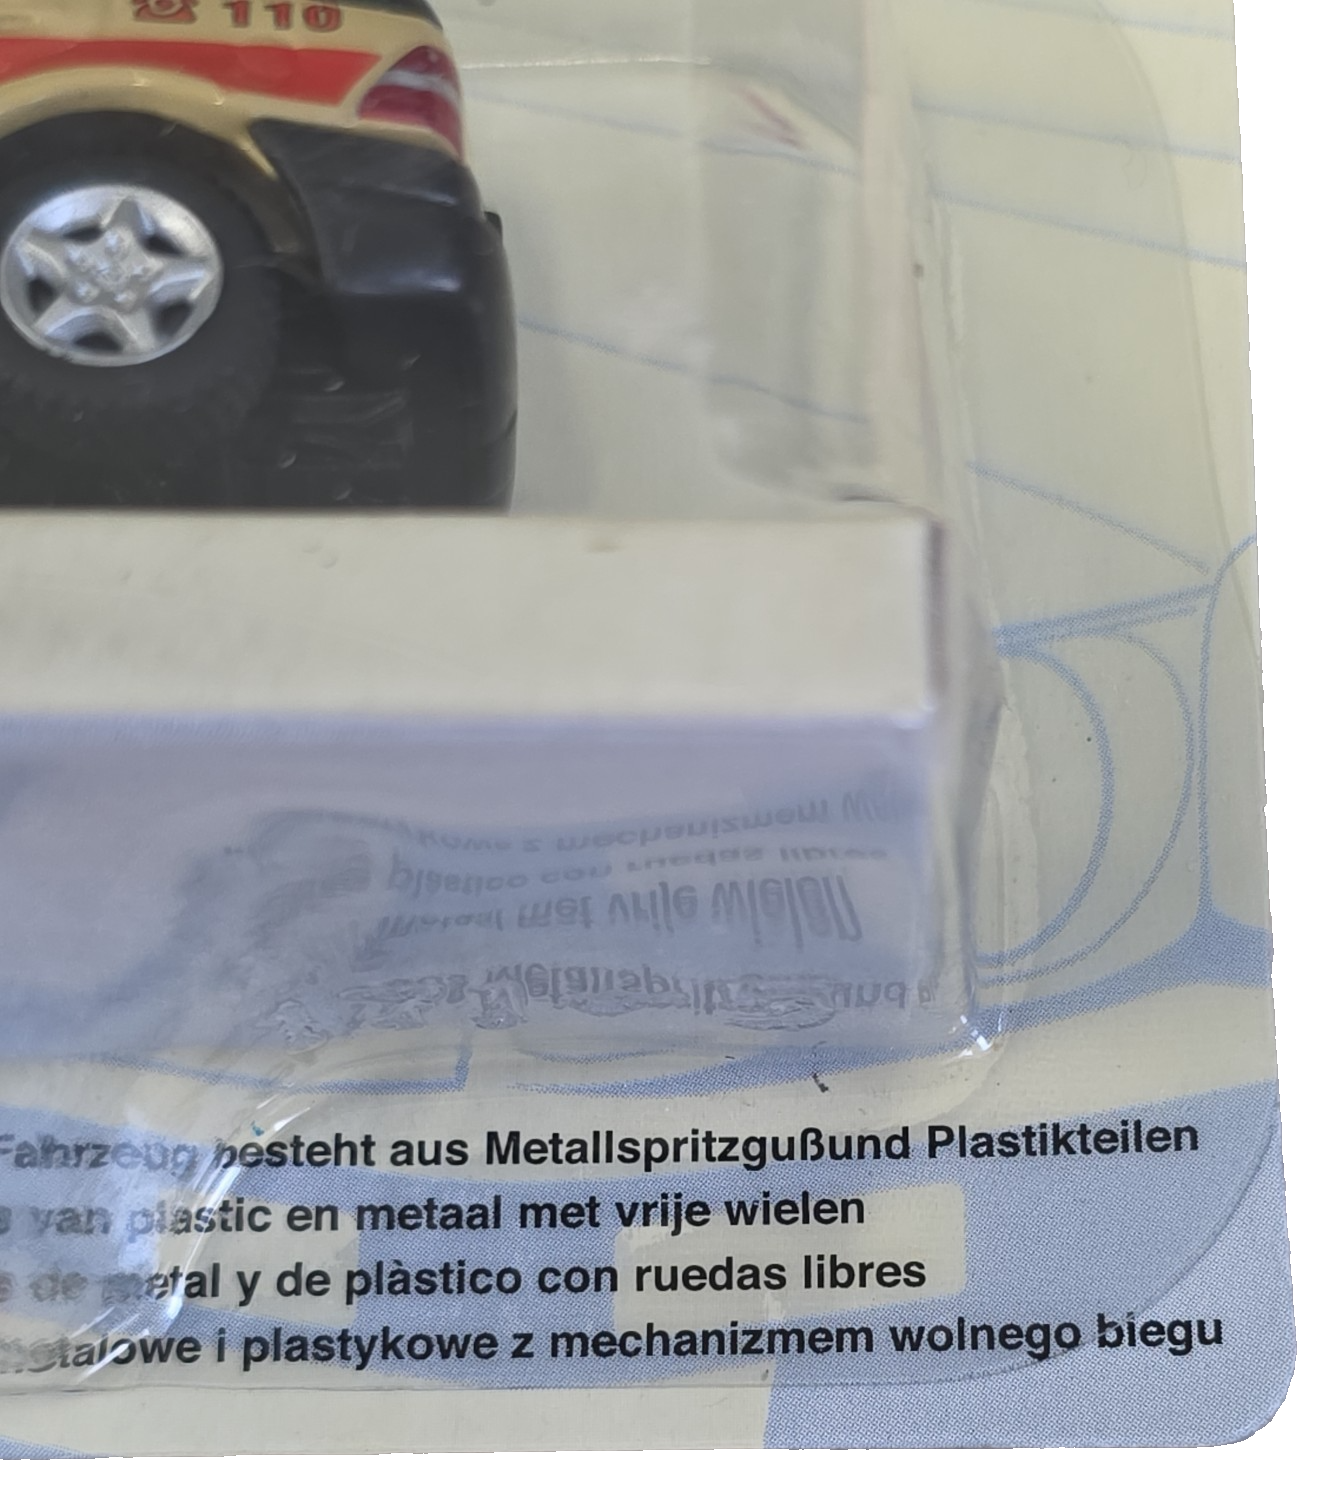 ☎ 110
Fahrzeug besteht aus Metallspritzgußund Plastikteilen
van plastic en metaal met vrije wielen
de metal y de plàstico con ruedas libres
i plastykowe z mechanizmem wolnego biegu